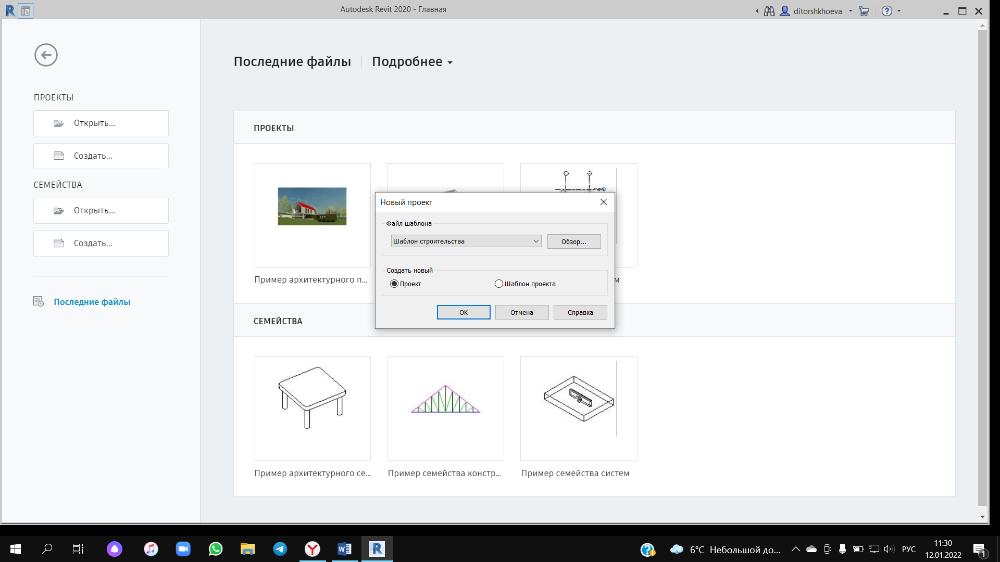 Autodesk Revit 2020 - Главная
ditorshkhoeva
Последние файлы
Подробнее
ПРОЕКТЫ
Открыть...
Создать...
СЕМЕЙСТВА
Открыть...
Создать...
Последние файлы
ПРОЕКТЫ
Пример архитектурного п...
м
Новый проект
Файл шаблона
Шаблон строительства
Обзор...
Создать новый
Проект
Шаблон проекта
OK
Отмена
Справка
СЕМЕЙСТВА
Пример архитектурного се...
Пример семейства констр...
Пример семейства систем
6°C Небольшой до...
РУС
11:30
12.01.2022
1